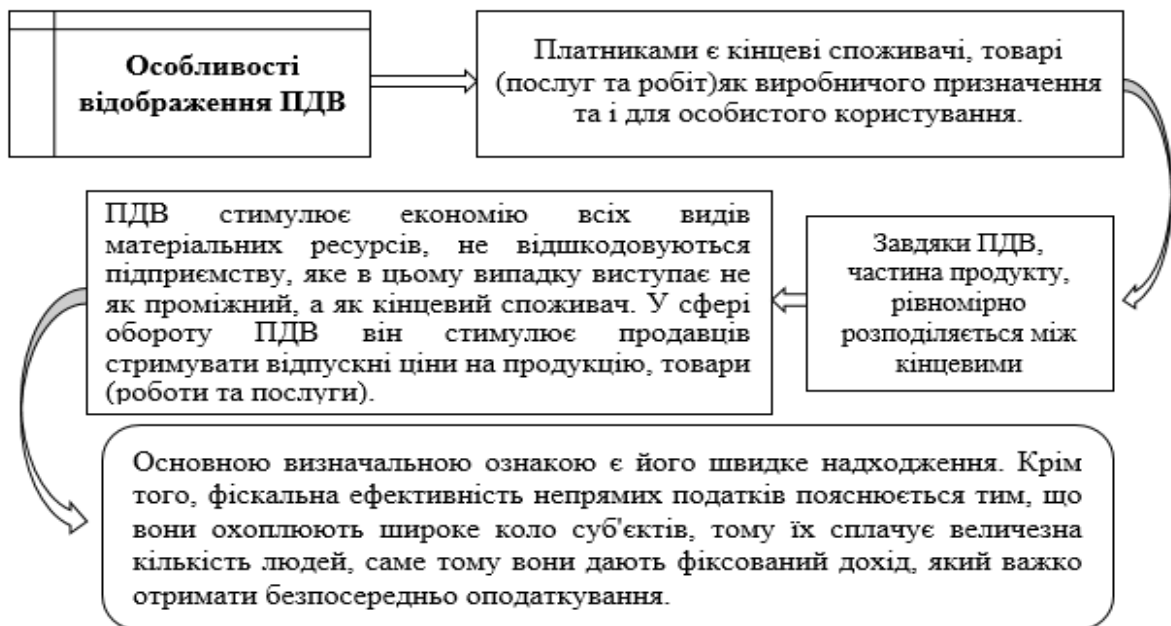 Особливості
відображення ПДВ
Платниками є кінцеві споживачі, товарі
(послуг та робіт)як виробничого призначення
та і для особистого користування.
Завдяки ПДВ,
частина продукту,
рівномірно
розподіляється між
кінцевими
ПДВ стимулює економію всіх видів
матеріальних ресурсів, не відшкодовуються
підприємству, яке в цьому випадку виступає не
як проміжний, а як кінцевий споживач. У сфері
обороту ПДВ він стимулює продавців
стримувати відпускні ціни на продукцію, товари
(роботи та послуги).
Основною визначальною ознакою є його швидке надходження. Крім
того, фіскальна ефективність непрямих податків пояснюється тим, що
вони охоплюють широке коло суб'єктів, тому їх сплачує величезна
кількість людей, саме тому вони дають фіксований дохід, який важко
отримати безпосередньо оподаткування.